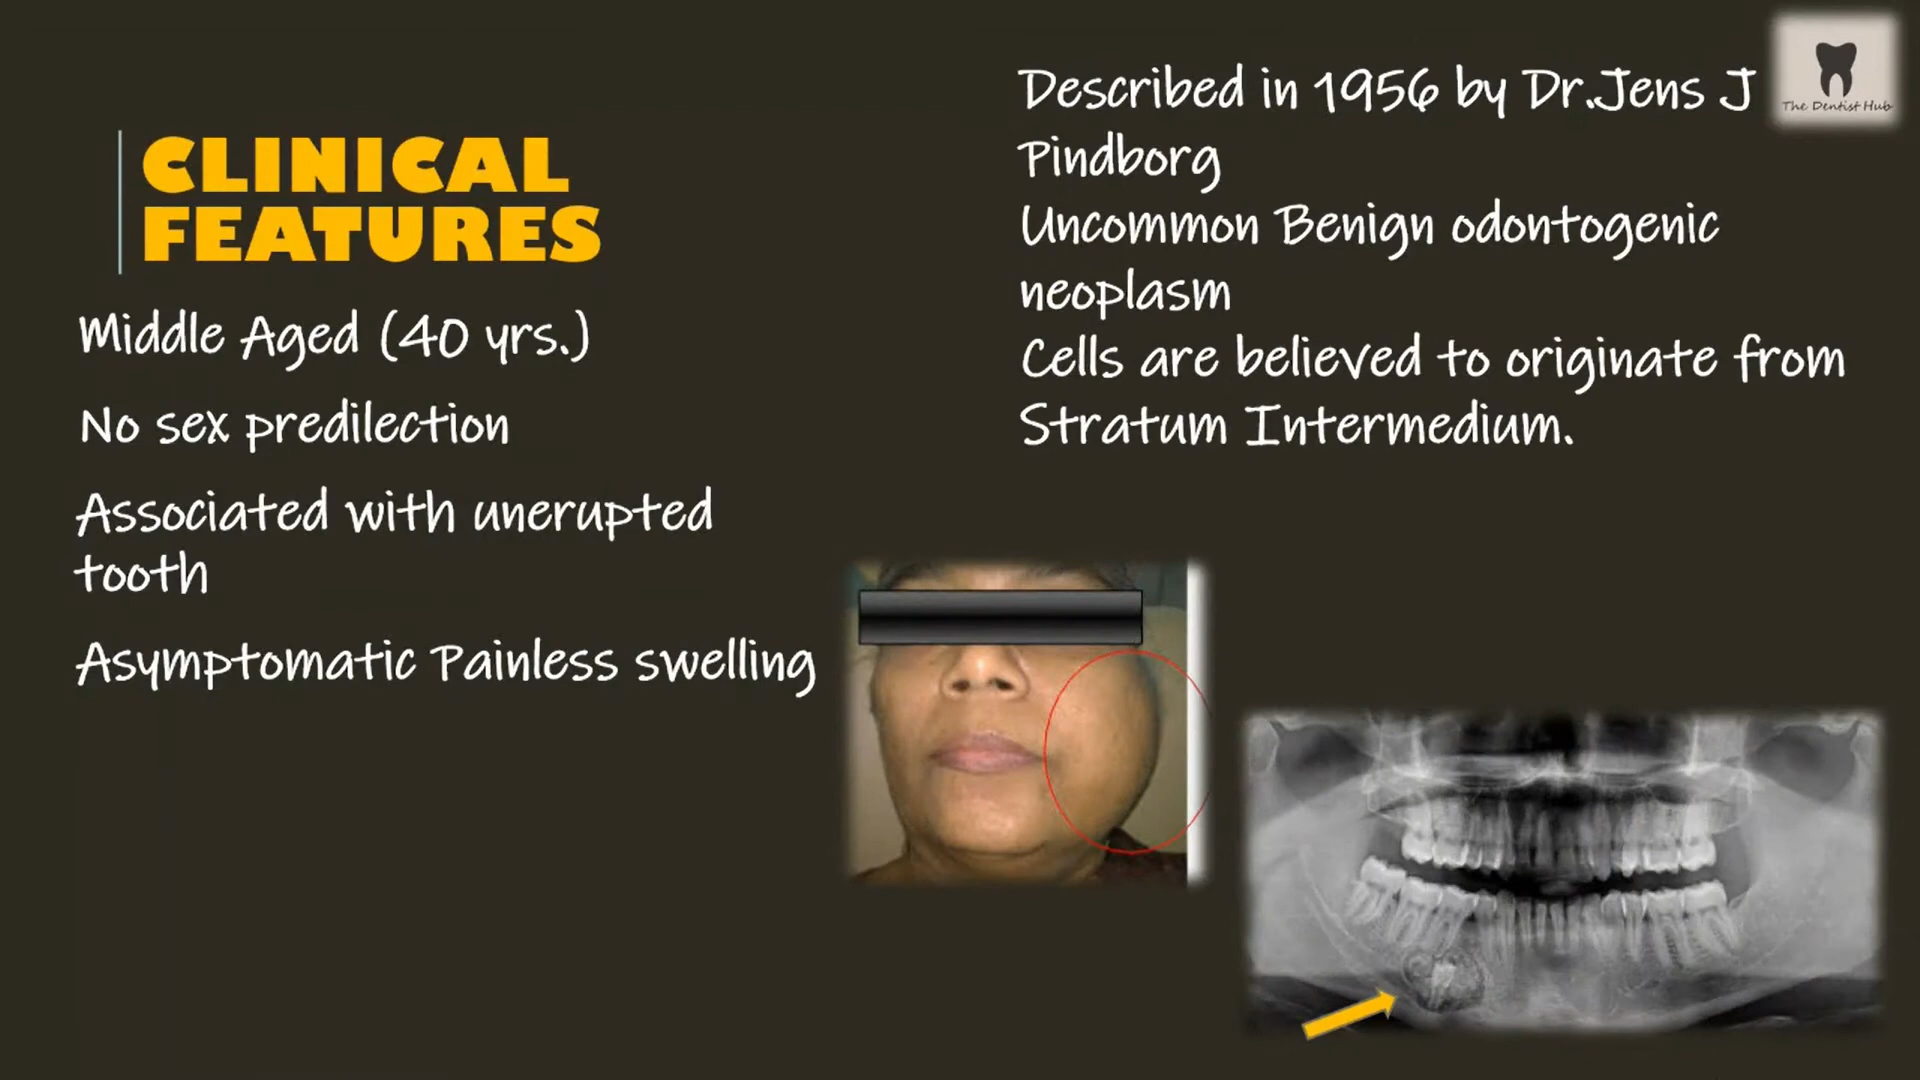 CLINICAL
FEATURES
Middle Aged (40 yrs.)
No sex predilection
Associated with unerupted
tooth
Asymptomatic Painless swelling
Described in 1956 by Dr.Jens J
Pindborg
Uncommon Benign odontogenic
neoplasm
Cells are believed to originate from
Stratum Intermedium.
The Dentist Hub